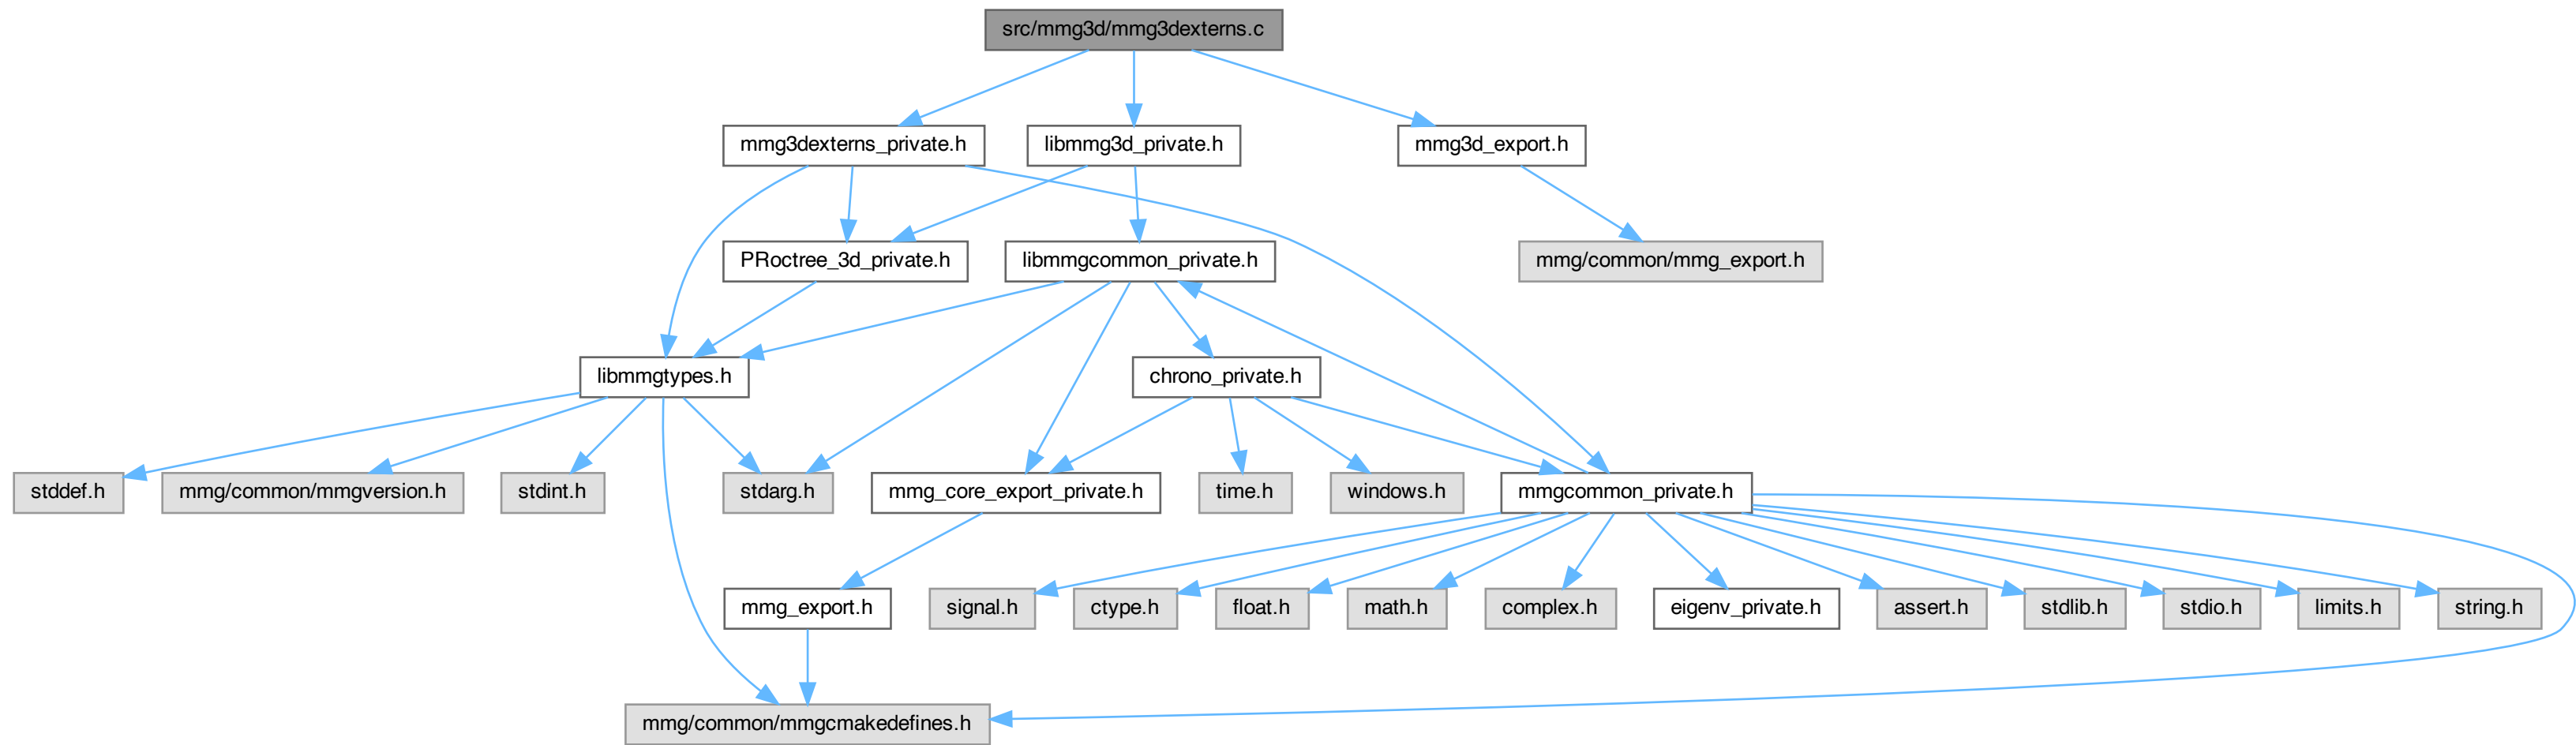 src/mmg3d/mmg3dexterns.c
mmg3dexterns_private.h
libmmg3d_private.h
mmg3d_export.h
PRoctree_3d_private.h
libmmgcommon_private.h
mmg/common/mmg_export.h
libmmgtypes.h
chrono_private.h
stddef.h
mmg/common/mmgversion.h
stdint.h
stdarg.h
mmg_core_export_private.h
time.h
windows.h
mmgcommon_private.h
mmg_export.h
signal.h
ctype.h
float.h
math.h
complex.h
eigenv_private.h
assert.h
stdlib.h
stdio.h
limits.h
string.h
mmg/common/mmgcmakedefines.h